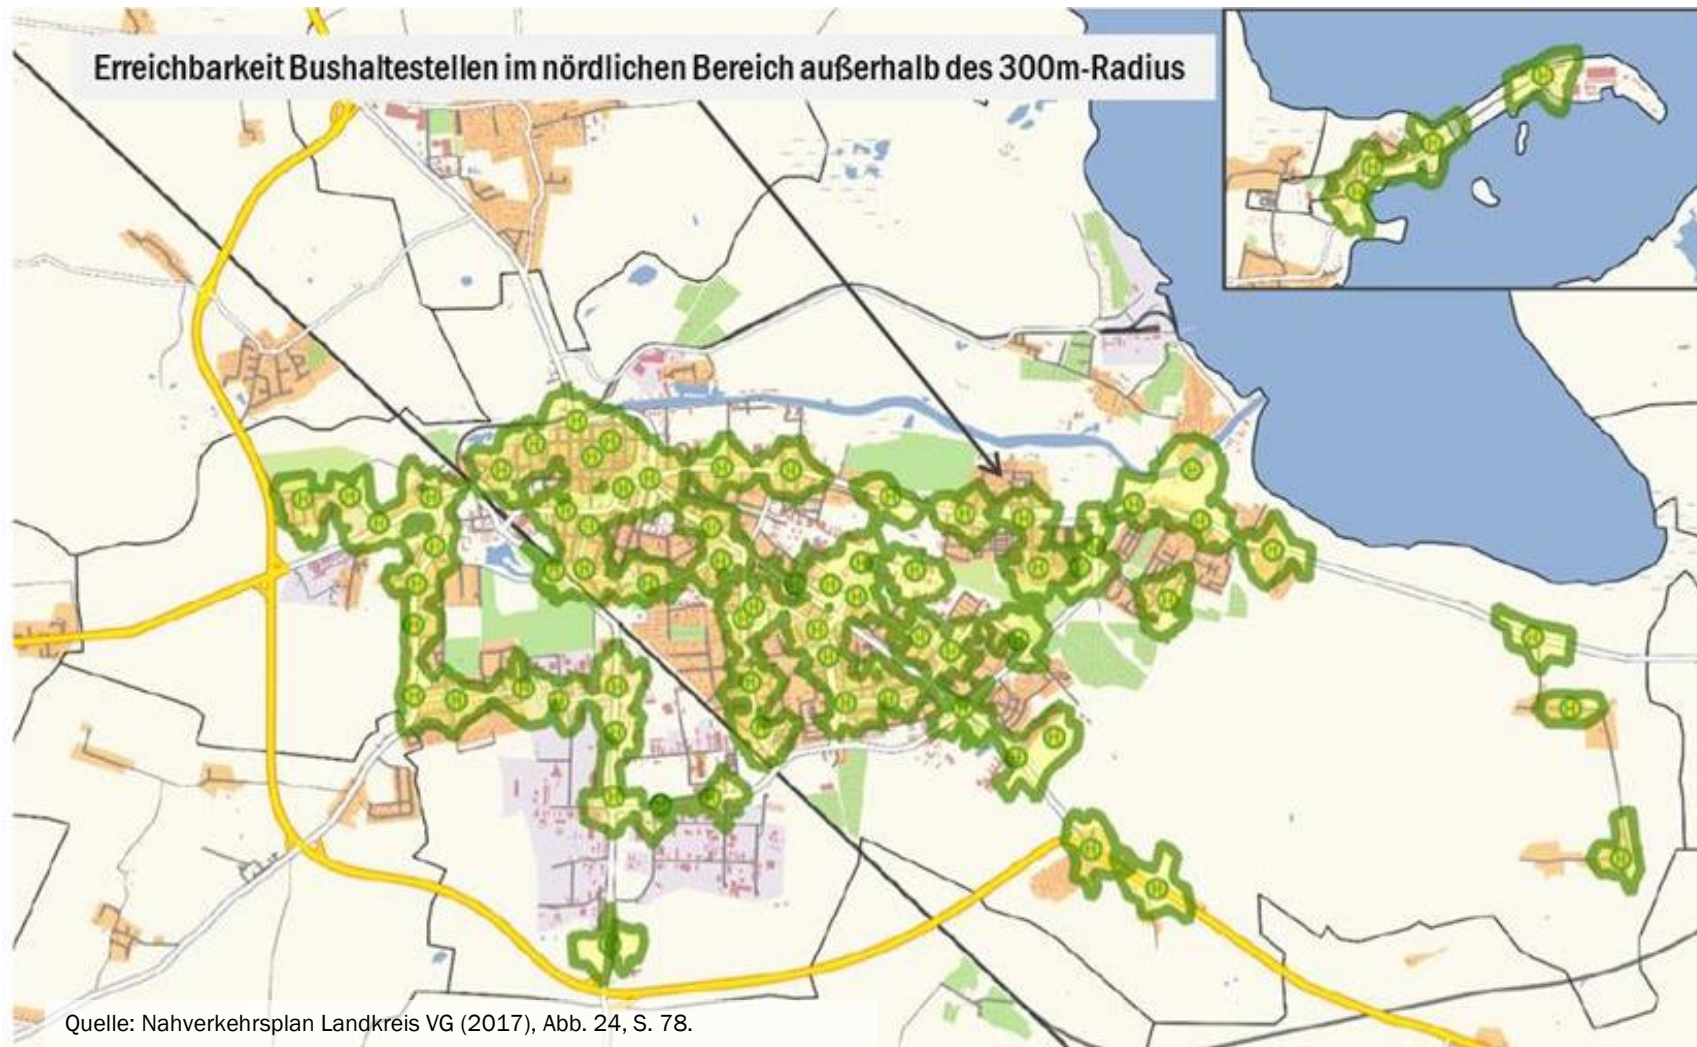 Erreichbarkeit Bushaltestellen im nördlichen Bereich außerhalb des 300m-Radius
Quelle: Nahverkehrsplan Landkreis VG (2017), Abb. 24, S. 78.